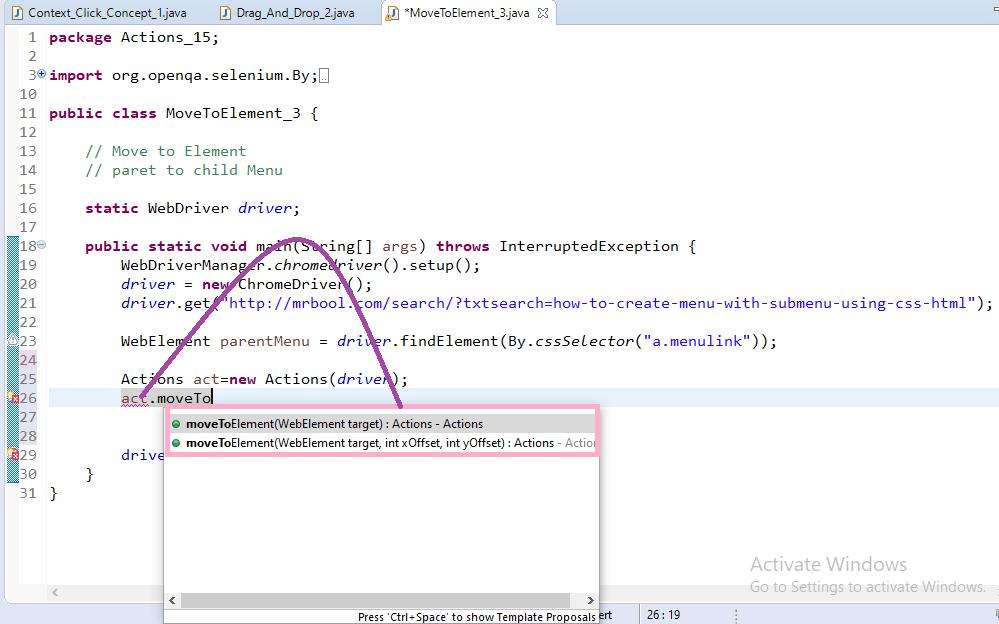 Context_Click_Concept_1.java Drag_And_Drop_2.java *MoveToElement_3.java
1 package Actions_15;
2
3 import org.openqa.selenium.By;
10
11 public class MoveToElement_3 {
12
13 // Move to Element
14 // paret to child Menu
15
16 static WebDriver driver;
17
18 public static void main(String[] args) throws InterruptedException {
19 WebDriverManager.chromedriver().setup();
20 driver = new ChromeDriver();
21 driver.get("http://mrbool.com/search/?txtsearch=how-to-create-menu-with-submenu-using-css-html");
22
23 WebElement parentMenu = driver.findElement(By.cssSelector("a.menulink"));
24
25 Actions act=new Actions(driver);
26 act.moveTo
27 moveToElement(WebElement target) : Actions - Actions
28 moveToElement(WebElement target, int xOffset, int yOffset) : Actions - Actio
29 drive
30 }
31 }
Activate Windows
Go to Settings to activate Windows.
Press 'Ctrl+Space' to show Template Proposals ert 26:19